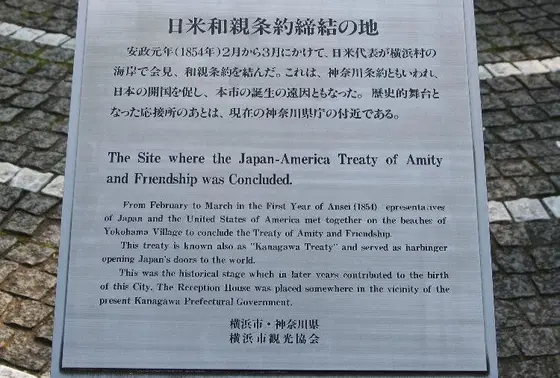 日米和親条約締結の地
安政元年(1854年)2月から3月にかけて、日米代表が横浜村の
海岸で会見、和親条約を結んだ。これは、神奈川条約ともいわれ、
日本の開国を促し、本市の誕生の遠因ともなった。歴史的舞台と
なった応接所のあとは、現在の神奈川県庁の付近である。
The Site where the Japan-America Treaty of Amity
and Friendship was Concluded.
From February to March in the First Year of Ansei (1854) epresentatives
of Japan and the United States of America met together on the beaches of
Yokohama Village to conclude the Treaty of Amity and Friendship.
This treaty is known also as "Kanagawa Treaty" and served as harbinger
opening Japan's doors to the world.
This was the historical stage which in later years contributed to the birth
of this City. The Reception House was placed somewhere in the vicinity of the
present Kanagawa Prefectural Government.
横浜市・神奈川県
横浜市観光協会